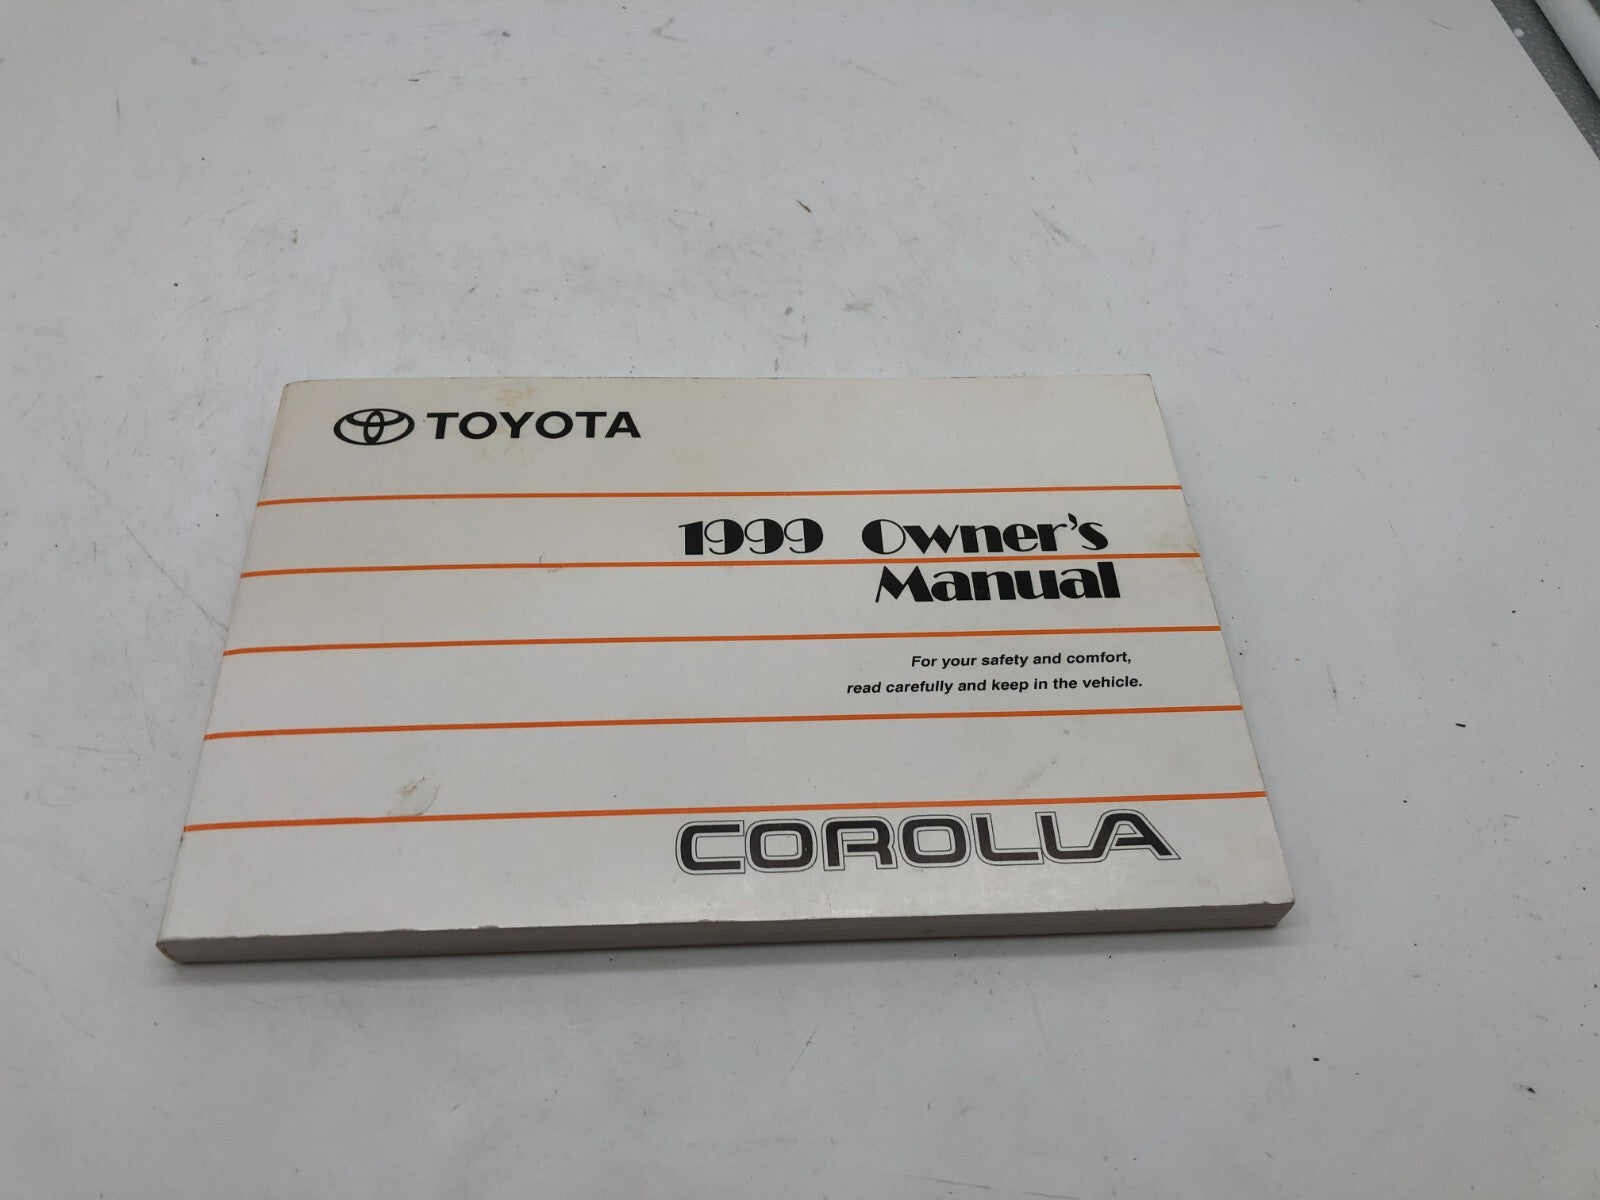 TOYOTA
1999 Owner's
Manual
For your safety and comfort,
read carefully and keep in the vehicle.
COROLLA